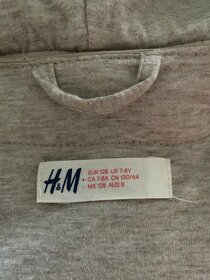 H&M
EUR 128 US 7-8Y
• CA 7-8A CN 130/64
MX 128 AUS 8